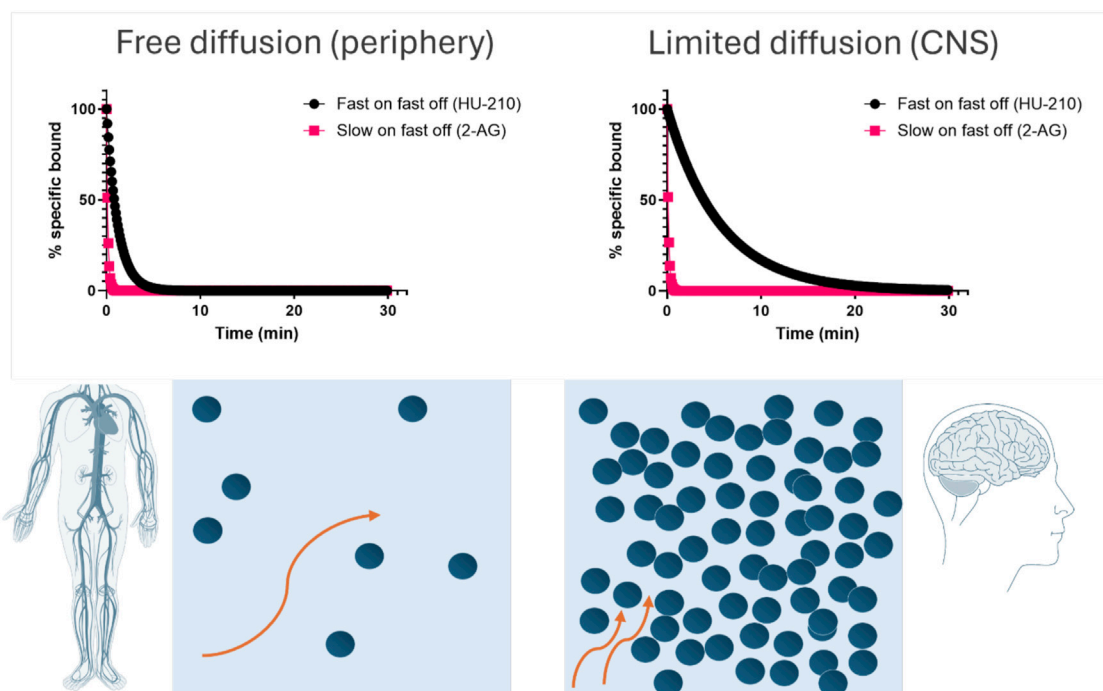 Free diffusion (periphery)
Limited diffusion (CNS)
Fast on fast off (HU-210)
Slow on fast off (2-AG)
100
50
0
% specific bound
0
10
20
30
Time (min)
Fast on fast off (HU-210)
Slow on fast off (2-AG)
100
50
0
% specific bound
0
10
20
30
Time (min)